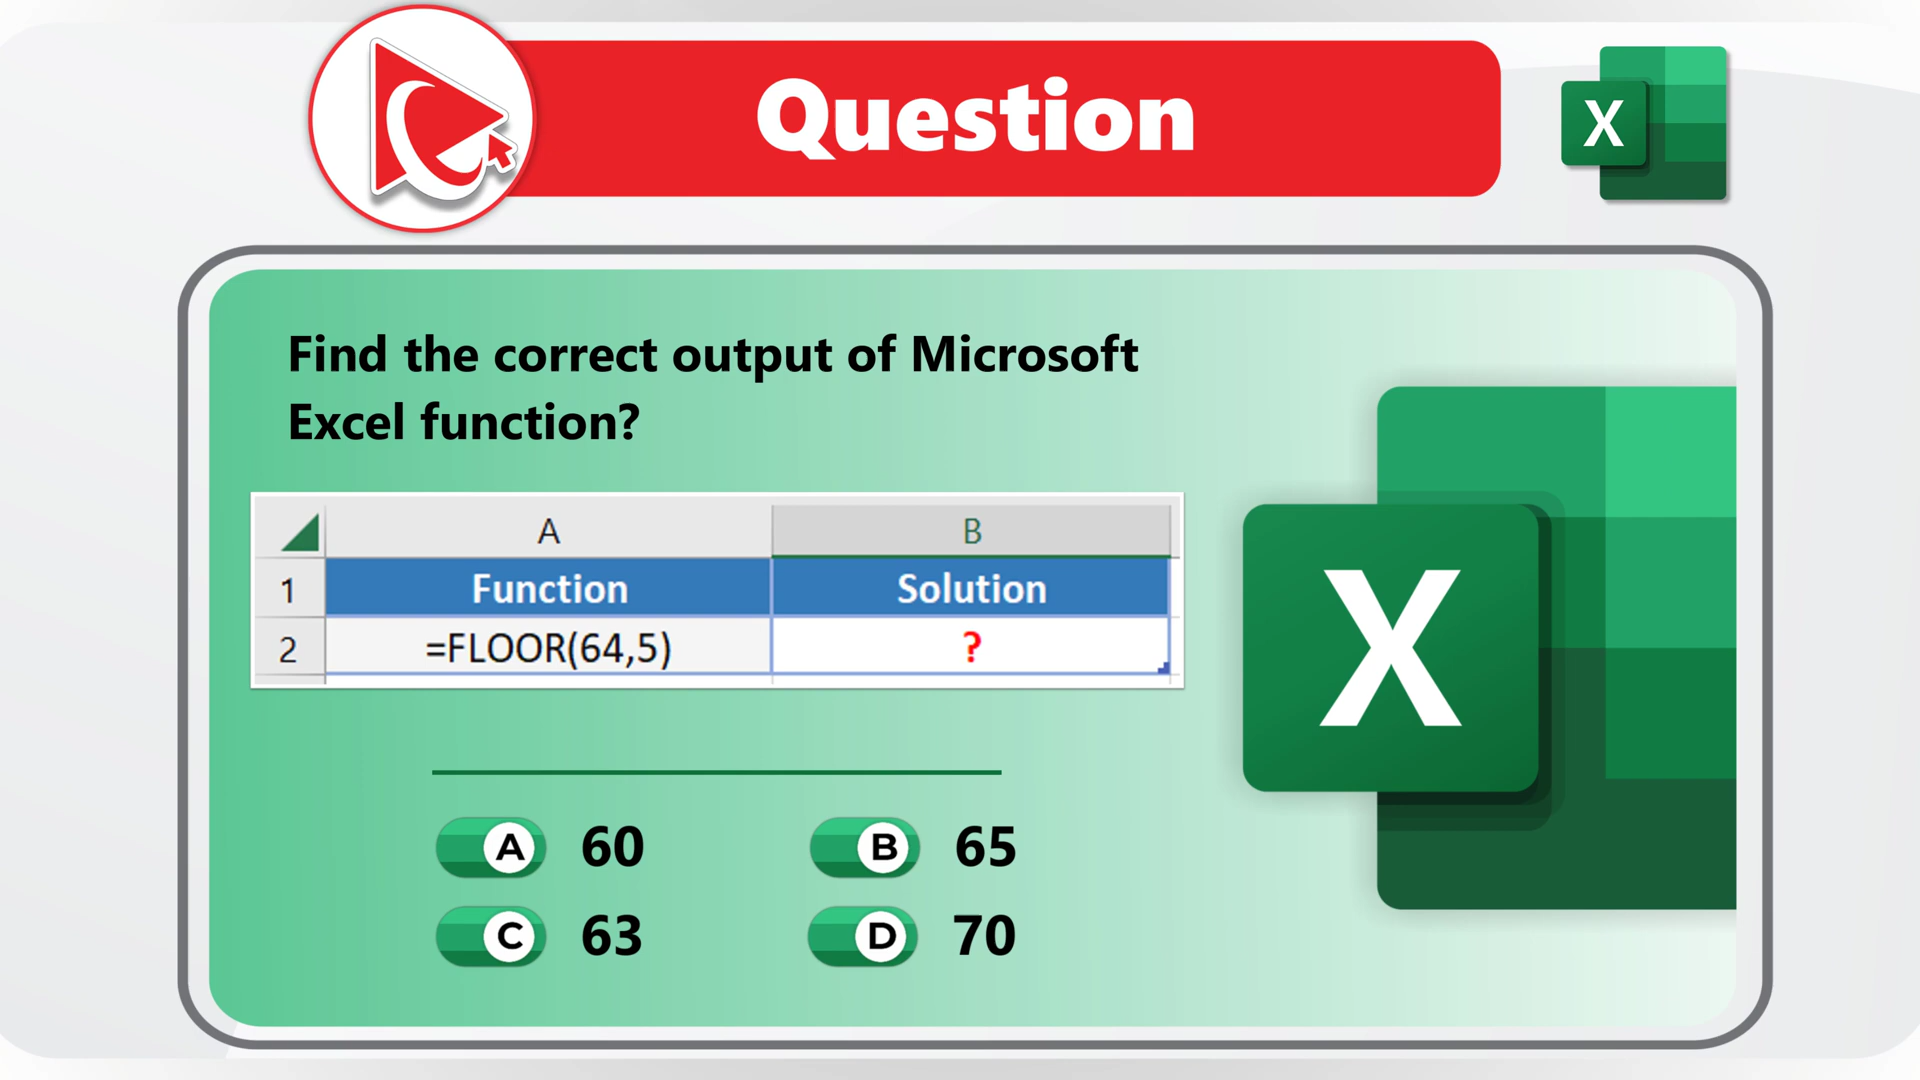 Question
X
Find the correct output of Microsoft
Excel function?
A B
1 Function Solution
2 =FLOOR(64,5) ?
X
A 60 B 65
C 63 D 70